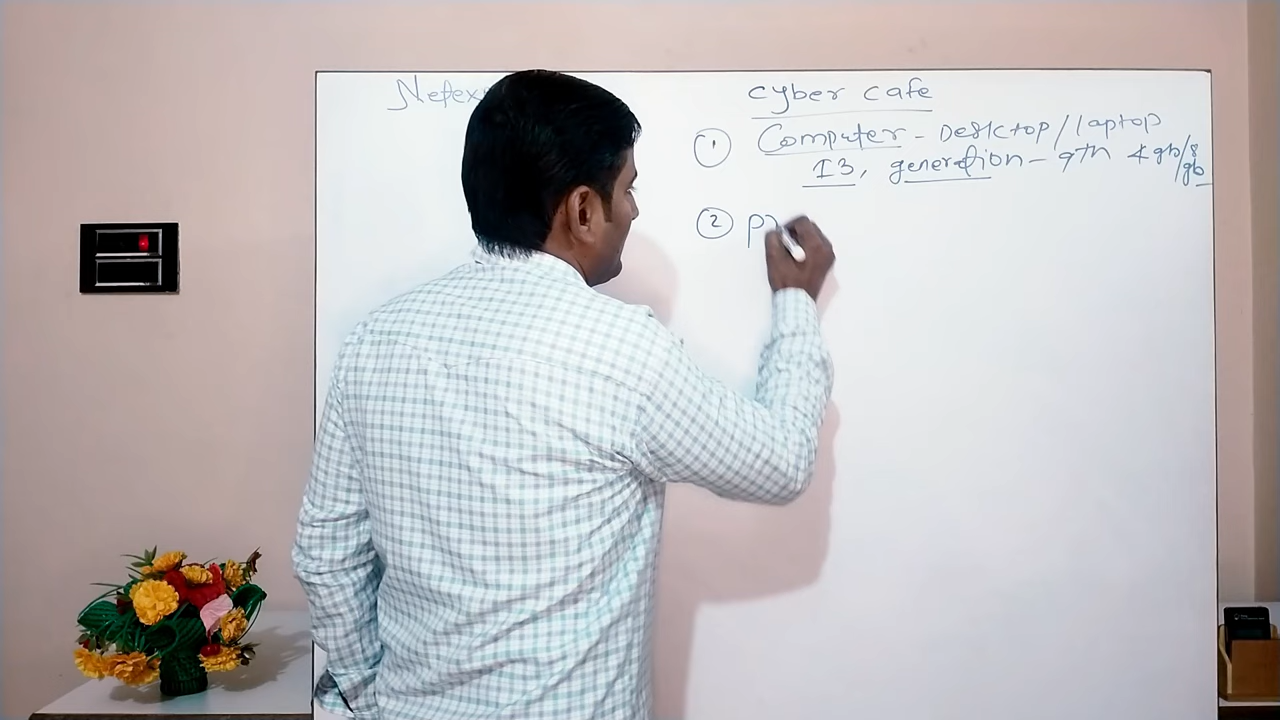 cyber cafe
① Computer - Desktop/laptop
I3, generation - 9th 4gb/8gb
②